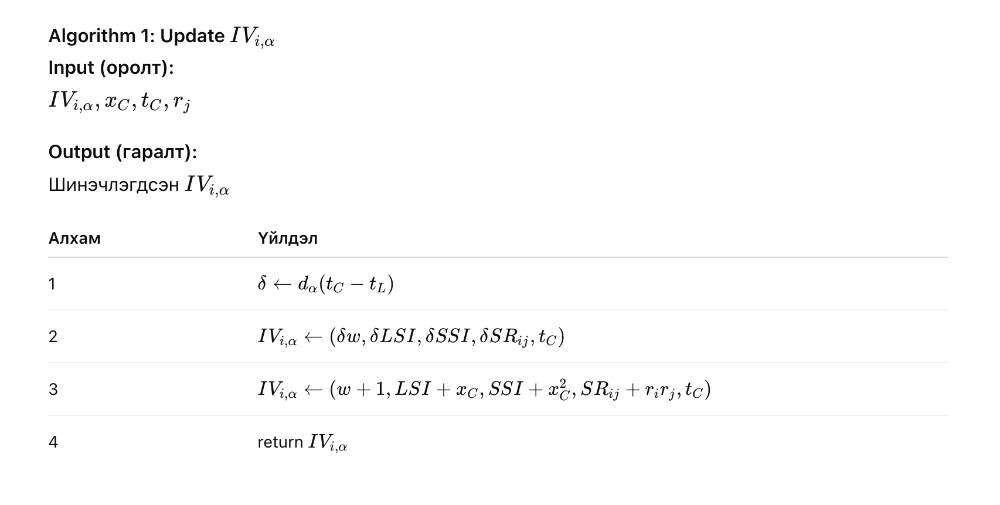 Algorithm 1: Update $IV_{i,\alpha}$
Input (оролт):
$IV_{i,\alpha}, x_C, t_C, r_j$
Output (гаралт):
Шинэчлэгдсэн $IV_{i,\alpha}$
Алхам Үйлдэл
1 $\delta \leftarrow d_\alpha(t_C - t_L)$
2 $IV_{i,\alpha} \leftarrow (\delta w, \delta LSI, \delta SSI, \delta SR_{ij}, t_C)$
3 $IV_{i,\alpha} \leftarrow (w + 1, LSI + x_C, SSI + x_C^2, SR_{ij} + r_i r_j, t_C)$
4 return $IV_{i,\alpha}$